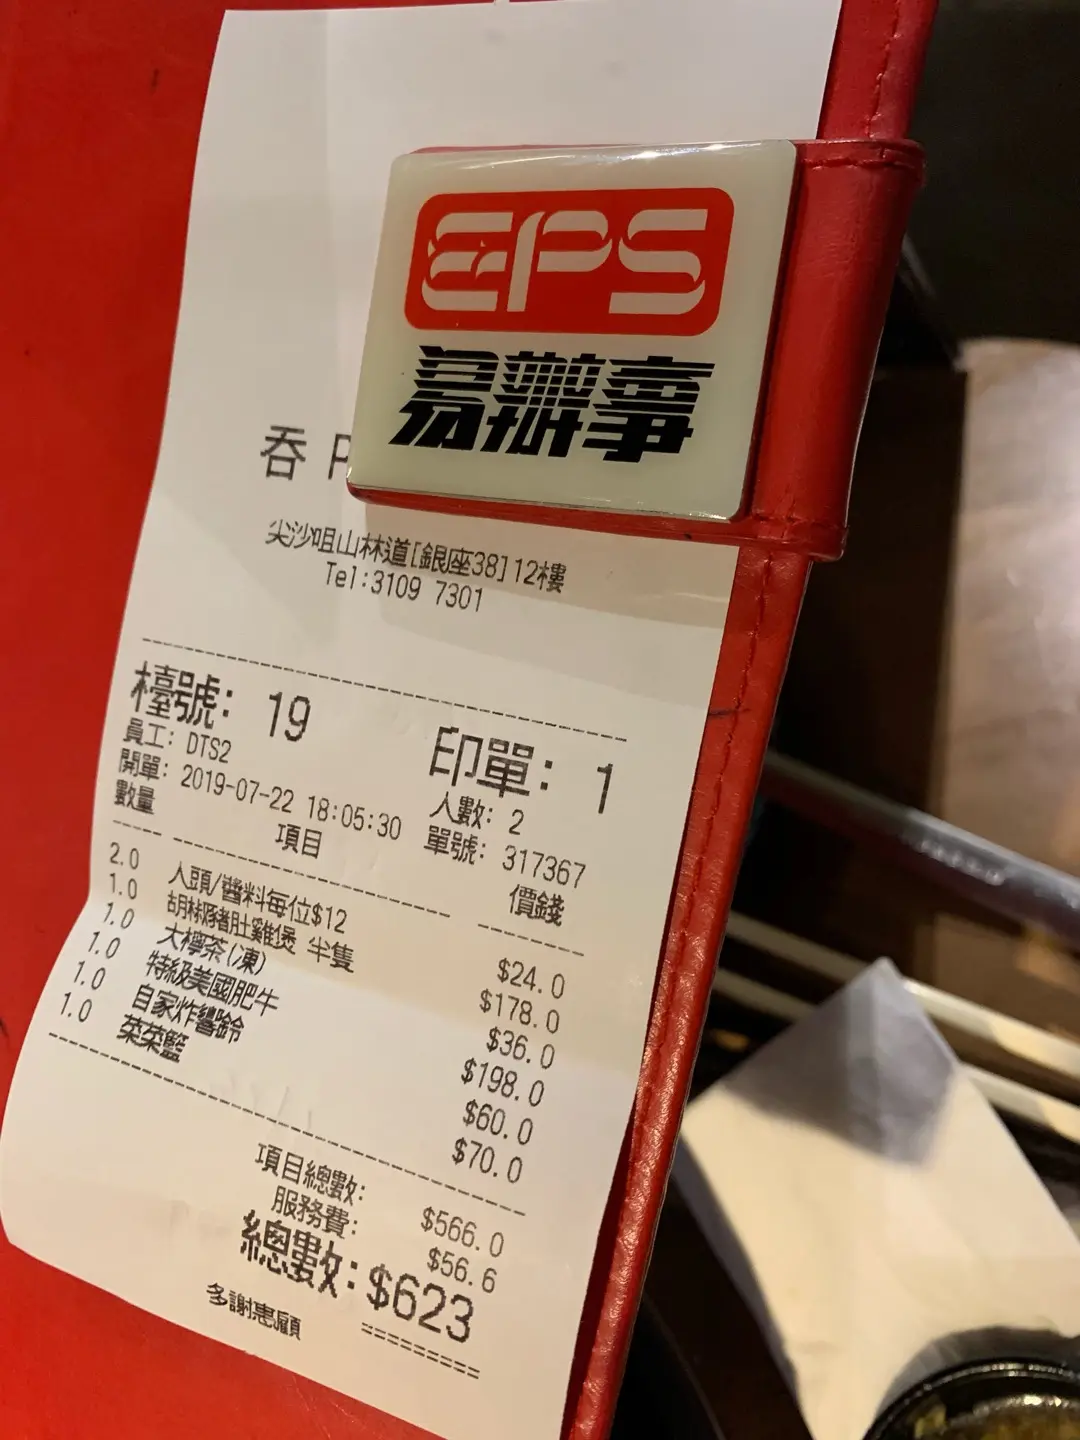 EPS
易辦事
吞 P
尖沙咀山林道[銀座38]12樓
Tel:3109 7301
檯號: 19 印單: 1
員工: DTS2 人數: 2
開單: 2019-07-22 18:05:30 單號: 317367
數量 項目 價錢
2.0 人頭/醬料每位$12 $24.0
1.0 胡椒豬肚雞煲 半隻 $178.0
1.0 大檸茶(凍) $36.0
1.0 特級美國肥牛 $198.0
1.0 自家炸響鈴 $60.0
1.0 菜菜籃 $70.0
項目總數: $566.0
服務費: $56.6
總數: $623
多謝惠顧 =========